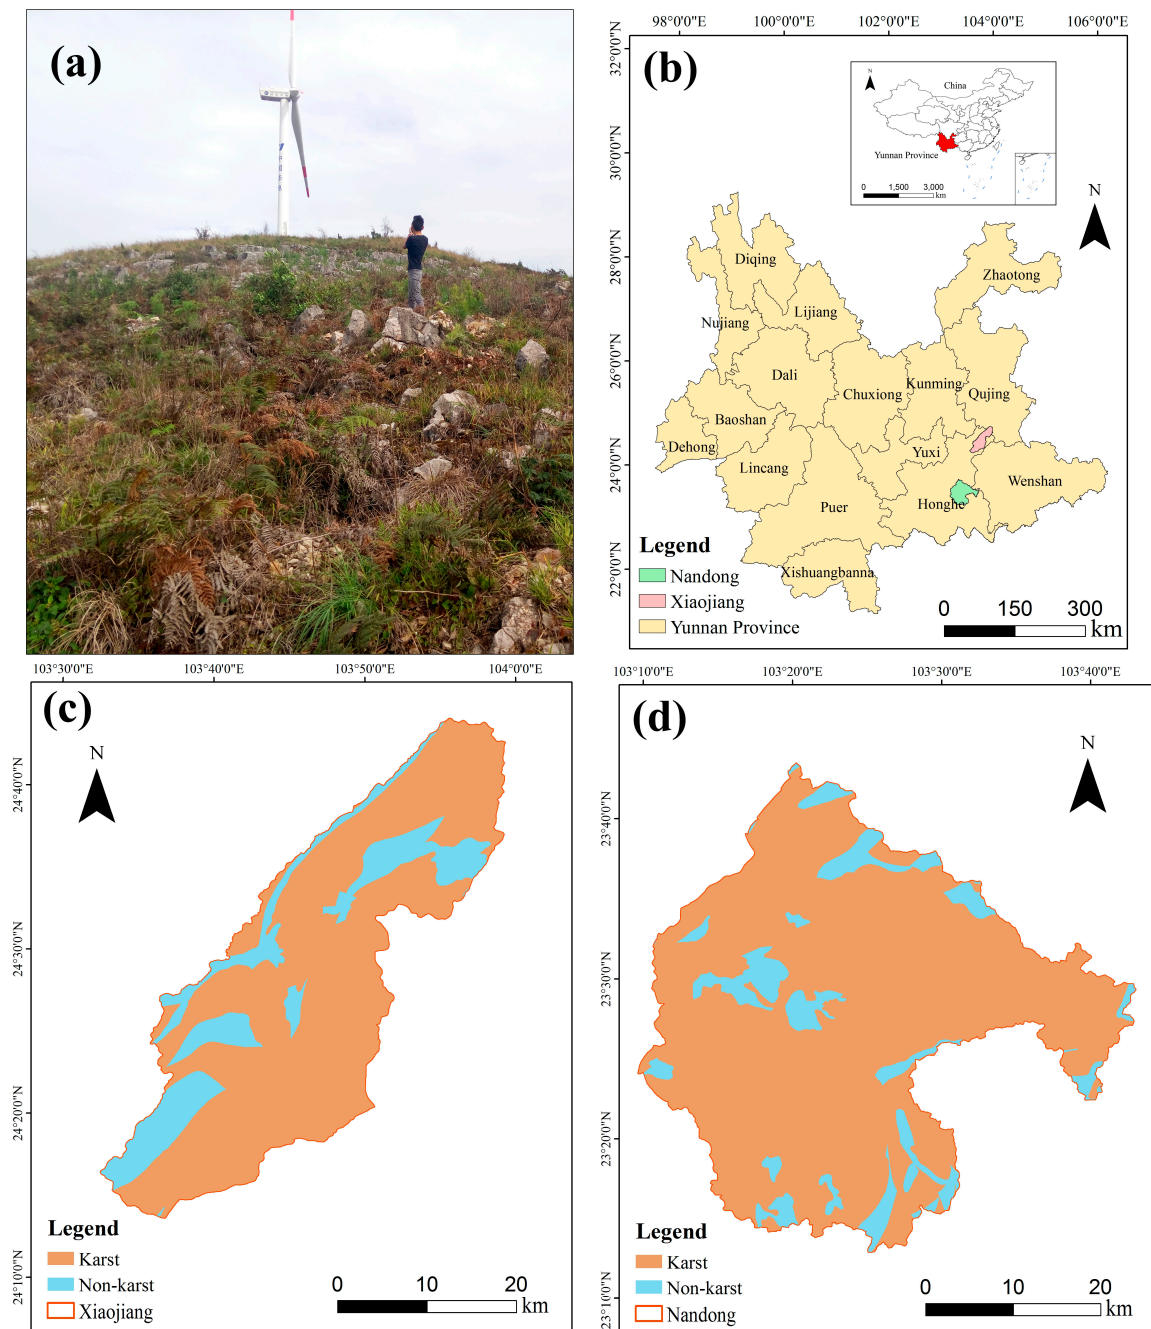 (a)
(b)
98°0'0"E 100°0'0"E 102°0'0"E 104°0'0"E 106°0'0"E
32°0'0"N
30°0'0"N
28°0'0"N
26°0'0"N
24°0'0"N
22°0'0"N
N
China
Yunnan Province
0 1,500 3,000
km
N
Diqing
Zhaotong
Nujiang
Lijiang
Dali
Chuxiong
Kunming
Qujing
Baoshan
Dehong
Lincang
Yuxi
Wenshan
Puer
Honghe
Xishuangbanna
Legend
Nandong
Xiaojiang
Yunnan Province
0 150 300
km
103°30'0"E 103°40'0"E 103°50'0"E 104°0'0"E
(c)
N
24°40'0"N
24°30'0"N
24°20'0"N
24°10'0"N
Legend
Karst
Non-karst
Xiaojiang
0 10 20
km
103°10'0"E 103°20'0"E 103°30'0"E 103°40'0"E
(d)
N
23°40'0"N
23°30'0"N
23°20'0"N
23°10'0"N
Legend
Karst
Non-karst
Nandong
0 10 20
km